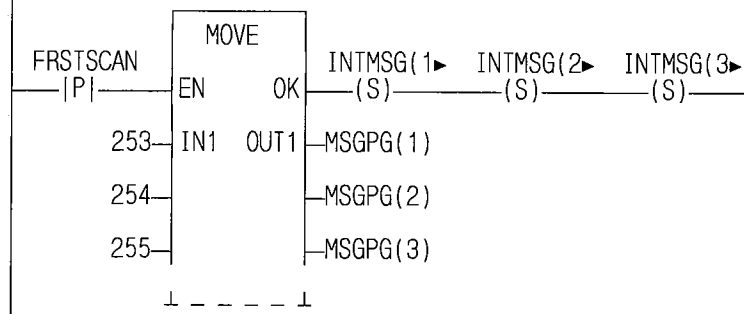 MOVE
FRSTSCAN INTMSG(1► INTMSG(2► INTMSG(3►
|P| EN OK (S) (S) (S)
253 IN1 OUT1 MSGPG(1)
254 MSGPG(2)
255 MSGPG(3)